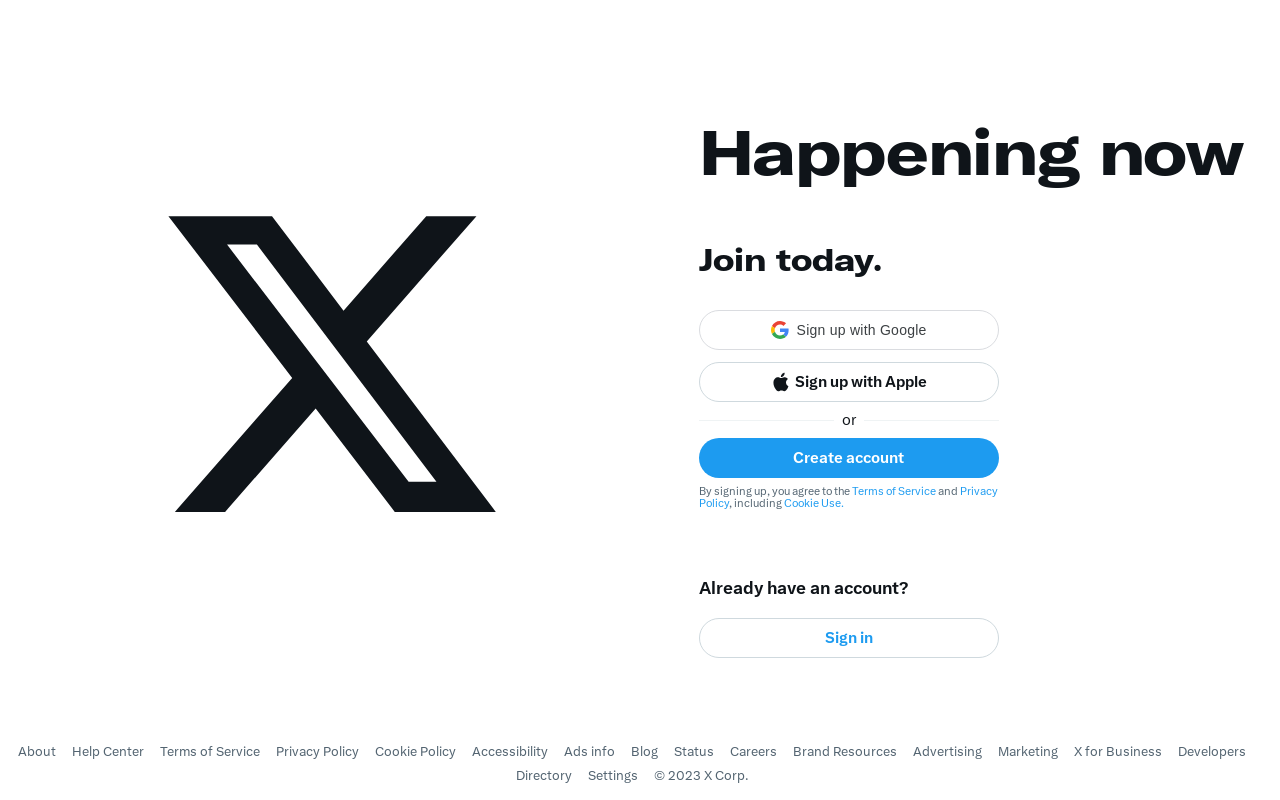 Happening now
Join today.
Sign up with Google
Sign up with Apple
or
Create account
By signing up, you agree to the Terms of Service and Privacy
Policy, including Cookie Use.
Already have an account?
Sign in
About Help Center Terms of Service Privacy Policy Cookie Policy Accessibility Ads info Blog Status Careers Brand Resources Advertising Marketing X for Business Developers
Directory Settings © 2023 X Corp.